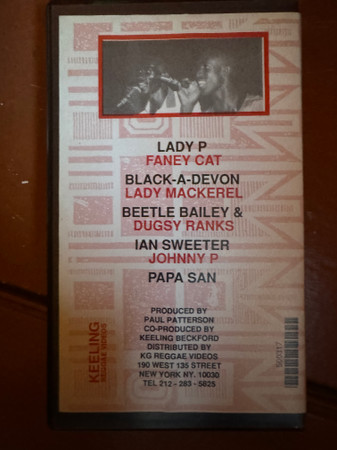 LADY P
FANEY CAT
BLACK-A-DEVON
LADY MACKEREL
BEETLE BAILEY &
DUGSY RANKS
IAN SWEETER
JOHNNY P
PAPA SAN
PRODUCED BY
PAUL PATTERSON
CO-PRODUCED BY
KEELING BECKFORD
DISTRIBUTED BY
KG REGGAE VIDEOS
190 WEST 135 STREET
NEW YORK NY. 10030
TEL 212 - 283 - 5825
KEELING
REGGAE VIDEOS